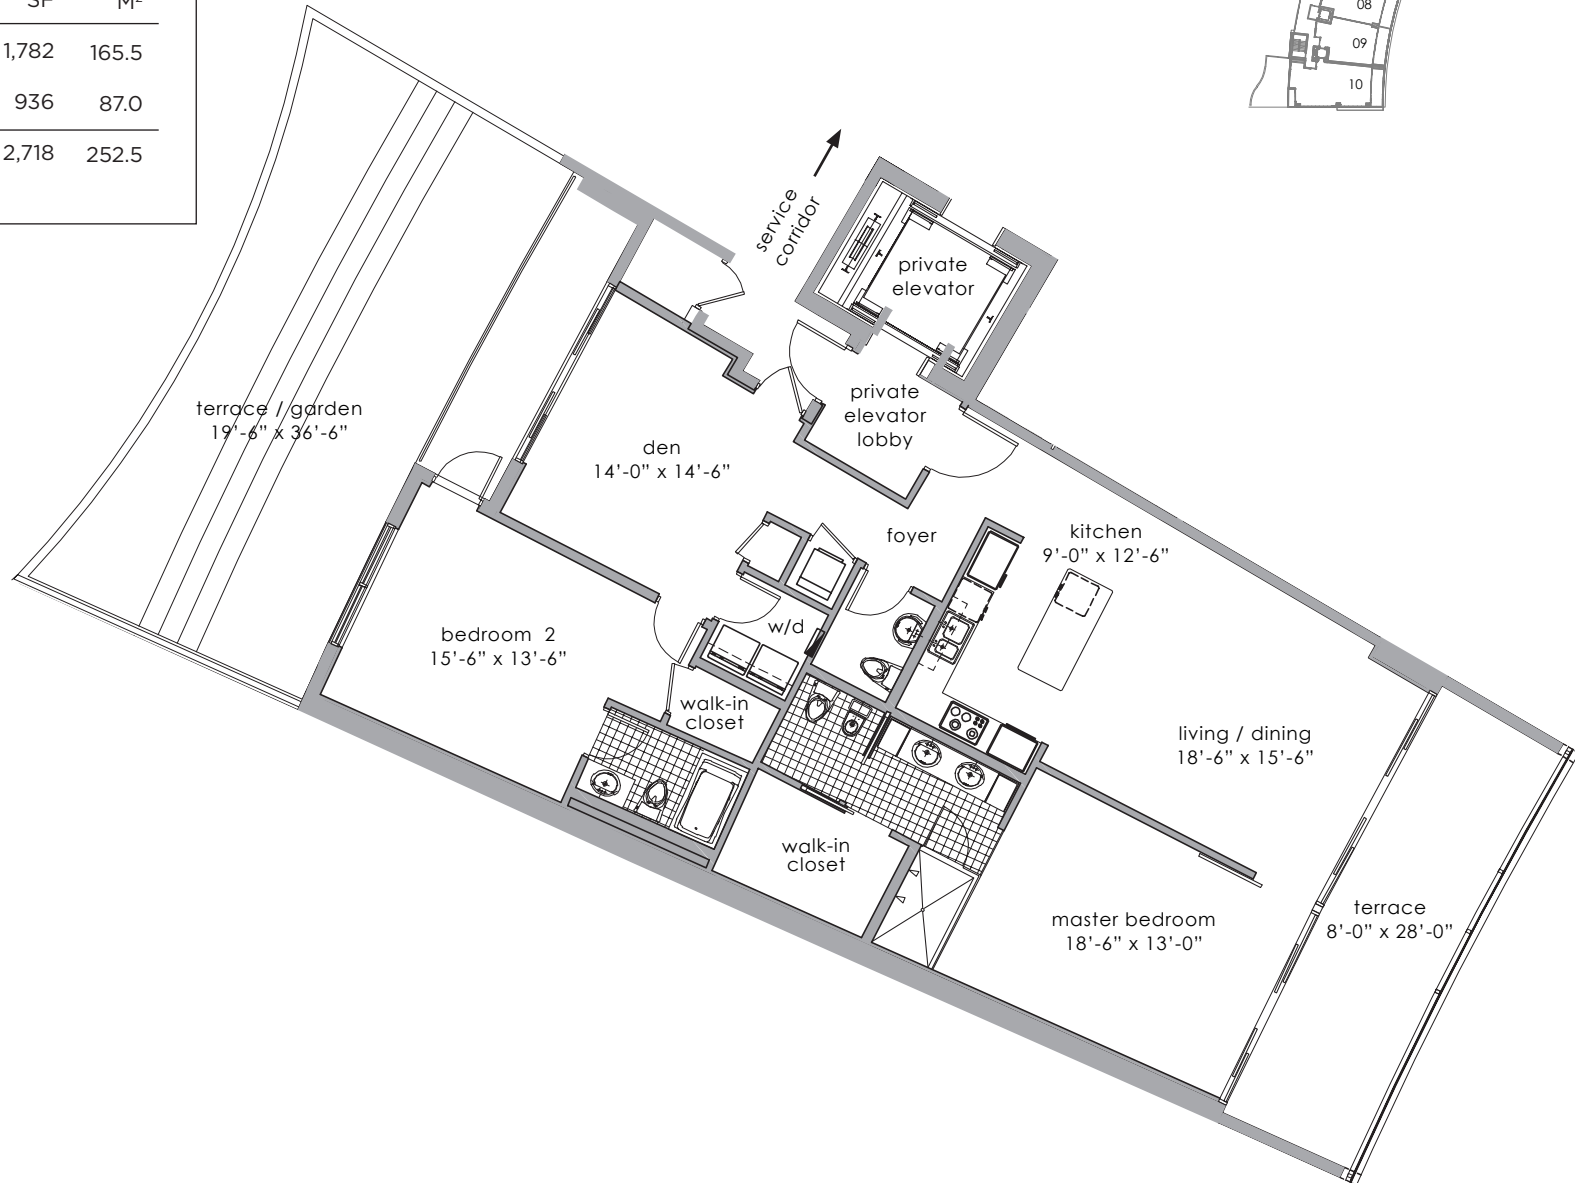 SF M²
1,782 165.5
936 87.0
2,718 252.5
08
09
10
service
corridor
private
elevator
private
elevator
lobby
terrace / garden
19'-6” x 36'-6”
den
14'-0” x 14'-6”
foyer
kitchen
9'-0” x 12'-6”
bedroom 2
15'-6” x 13'-6”
w/d
walk-in
closet
living / dining
18'-6” x 15'-6”
walk-in
closet
master bedroom
18'-6” x 13'-0”
terrace
8'-0” x 28'-0”